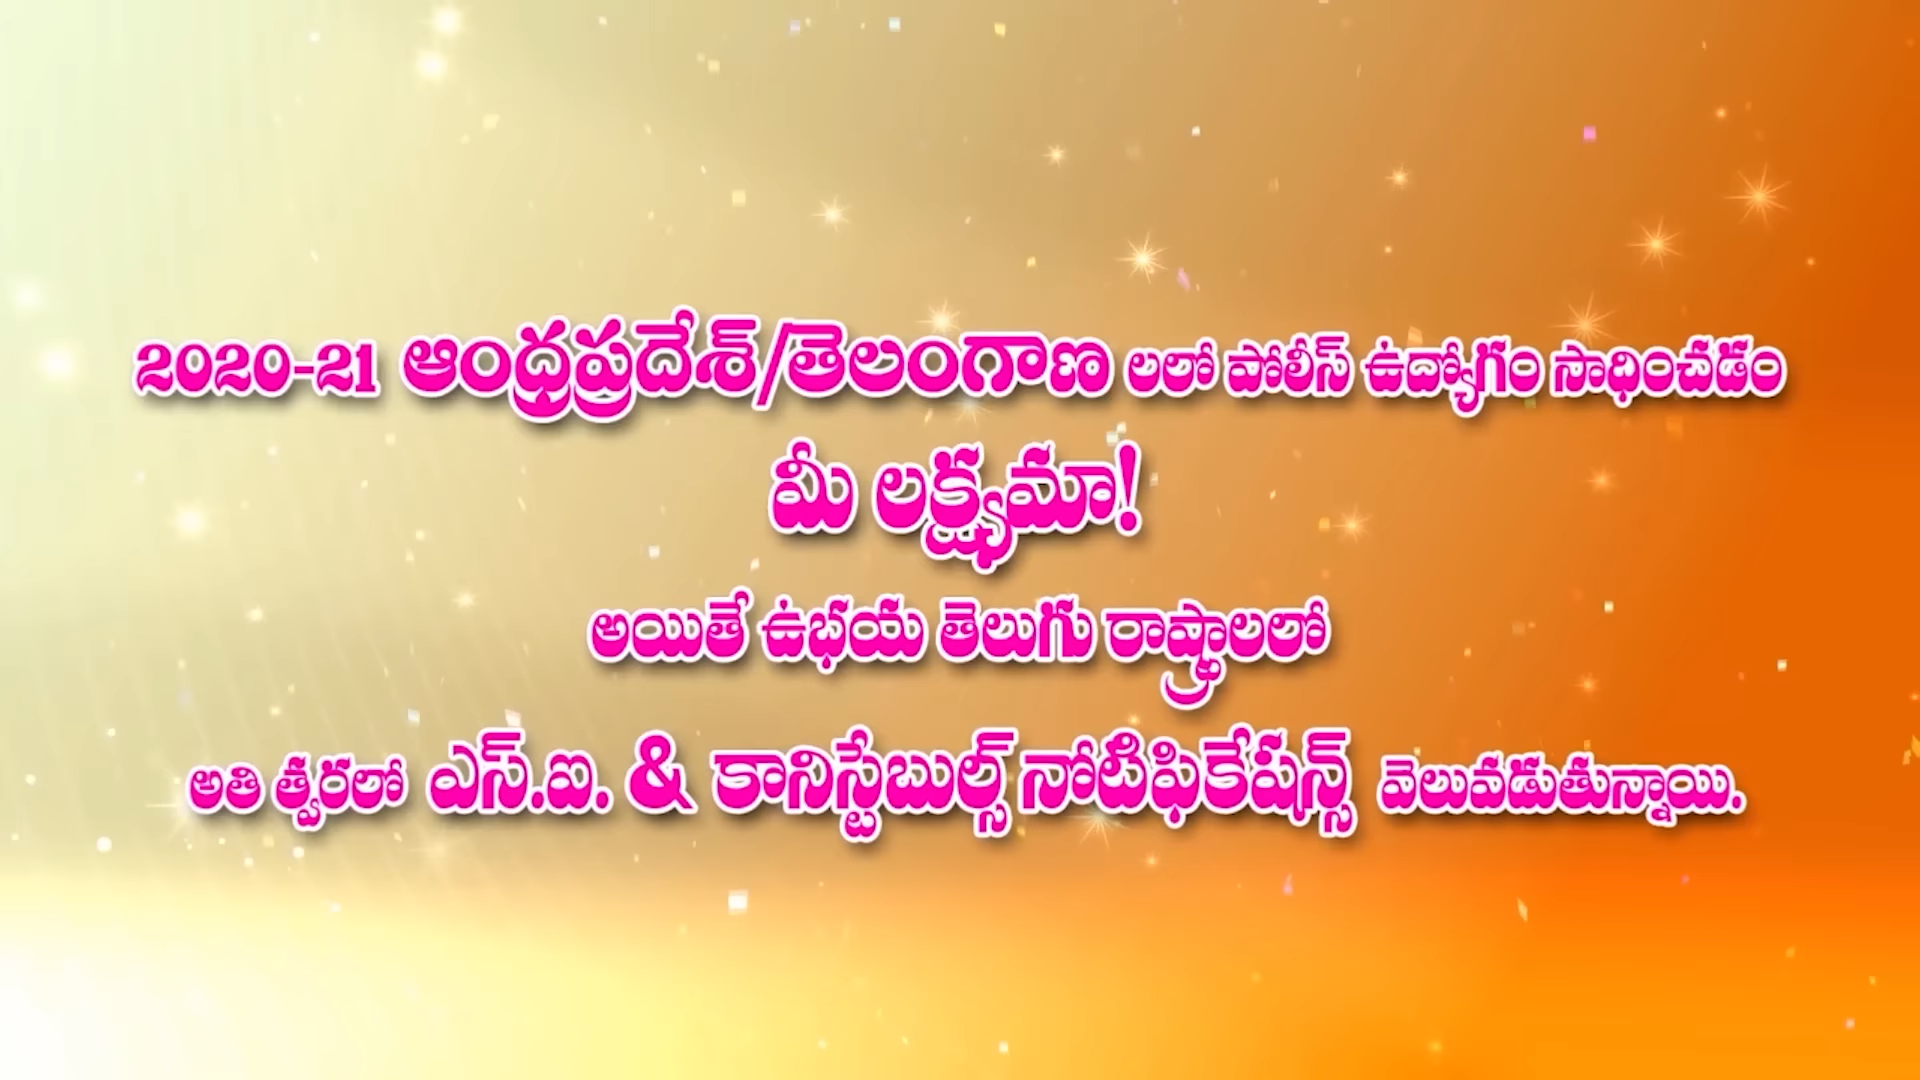 2020-21 ఆంధ్రప్రదేశ్/తెలంగాణ లలో పోలీస్ ఉద్యోగం సాధించడం
మీ లక్ష్యమా!
అయితే ఉభయ తెలుగు రాష్ట్రాలలో
అతి త్వరలో ఎస్.ఐ. & కానిస్టేబుల్స్ నోటిఫికేషన్స్ వెలువడుతున్నాయి.